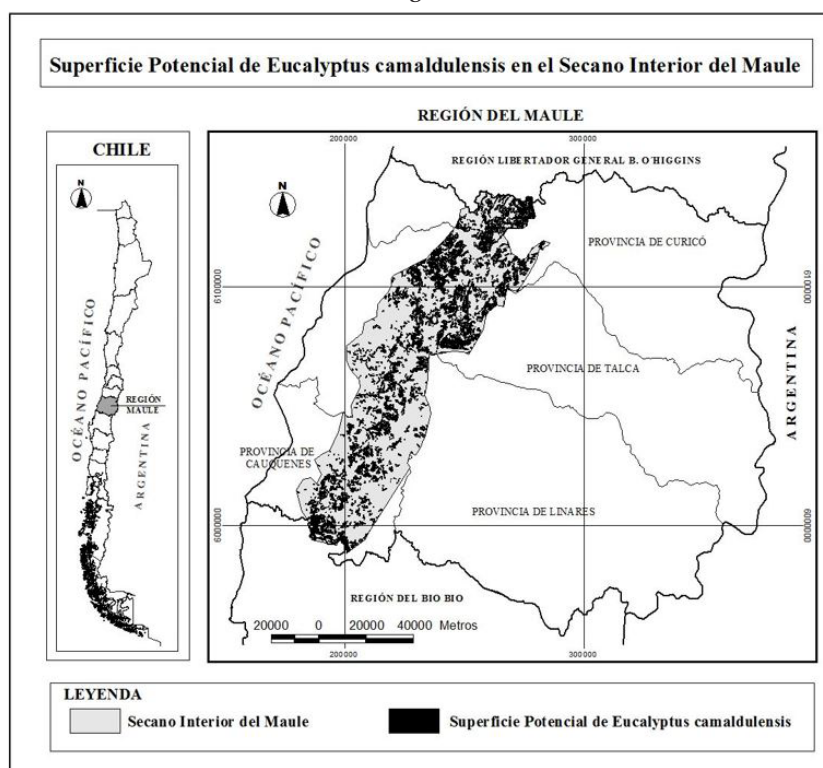 Superficie Potencial de Eucalyptus camaldulensis en el Secano Interior del Maule
REGIÓN DEL MAULE
CHILE
N
OCÉANO PACÍFICO
REGIÓN
MAULE
ARGENTINA
200000
300000
REGIÓN LIBERTADOR GENERAL B. O'HIGGINS
N
PROVINCIA DE CURICÓ
OCÉANO PACÍFICO
6100000
6100000
PROVINCIA DE TALCA
ARGENTINA
PROVINCIA DE
CAUQUENES
PROVINCIA DE LINARES
6000000
6000000
REGIÓN DEL BIO BIO
20000 0 20000 40000 Metros
200000
300000
LEYENDA
Secano Interior del Maule
Superficie Potencial de Eucalyptus camaldulensis